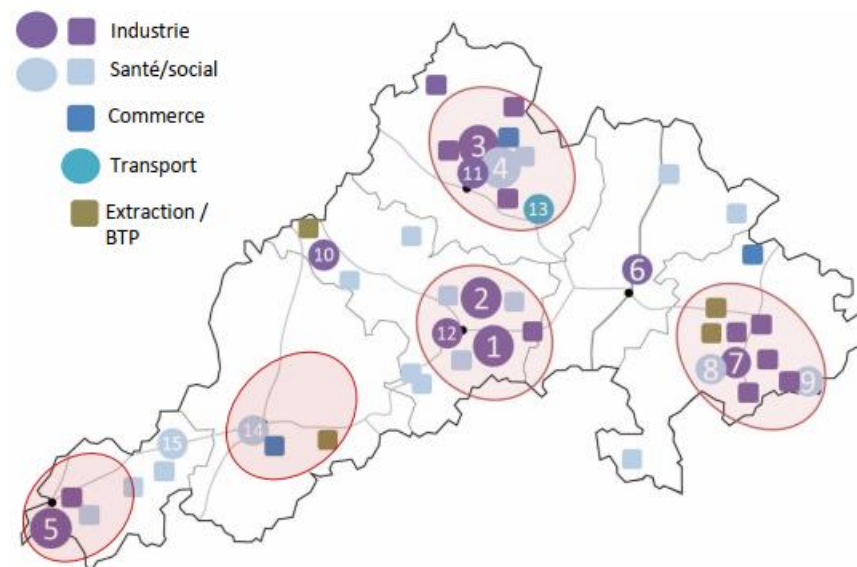 Industrie
Santé/social
Commerce
Transport
Extraction /
BTP
3
11
4
13
10
6
2
12
1
7
8
9
14
15
5